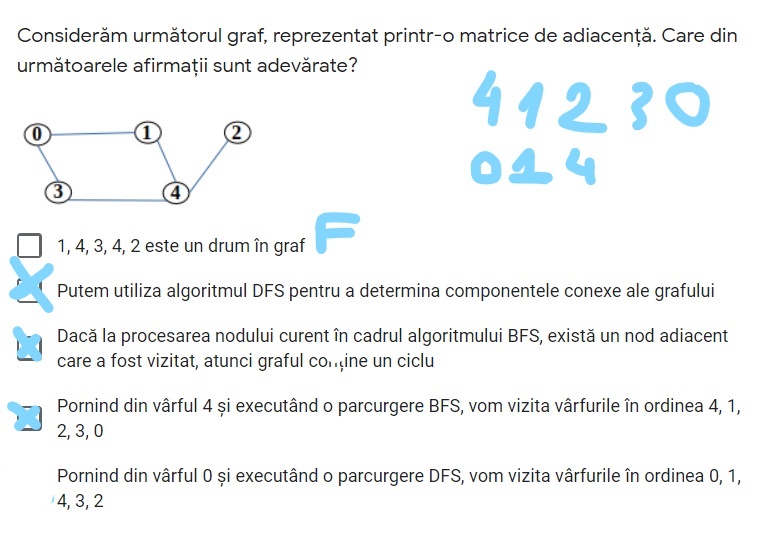 Considerăm următorul graf, reprezentat printr-o matrice de adiacență. Care din
următoarele afirmații sunt adevărate?
4 1 2 3 0
0 1 4
0 1 2
3 4
1, 4, 3, 4, 2 este un drum în graf F
Putem utiliza algoritmul DFS pentru a determina componentele conexe ale grafului
Dacă la procesarea nodului curent în cadrul algoritmului BFS, există un nod adiacent
care a fost vizitat, atunci graful conține un ciclu
Pornind din vârful 4 și executând o parcurgere BFS, vom vizita vârfurile în ordinea 4, 1,
2, 3, 0
Pornind din vârful 0 și executând o parcurgere DFS, vom vizita vârfurile în ordinea 0, 1,
4, 3, 2